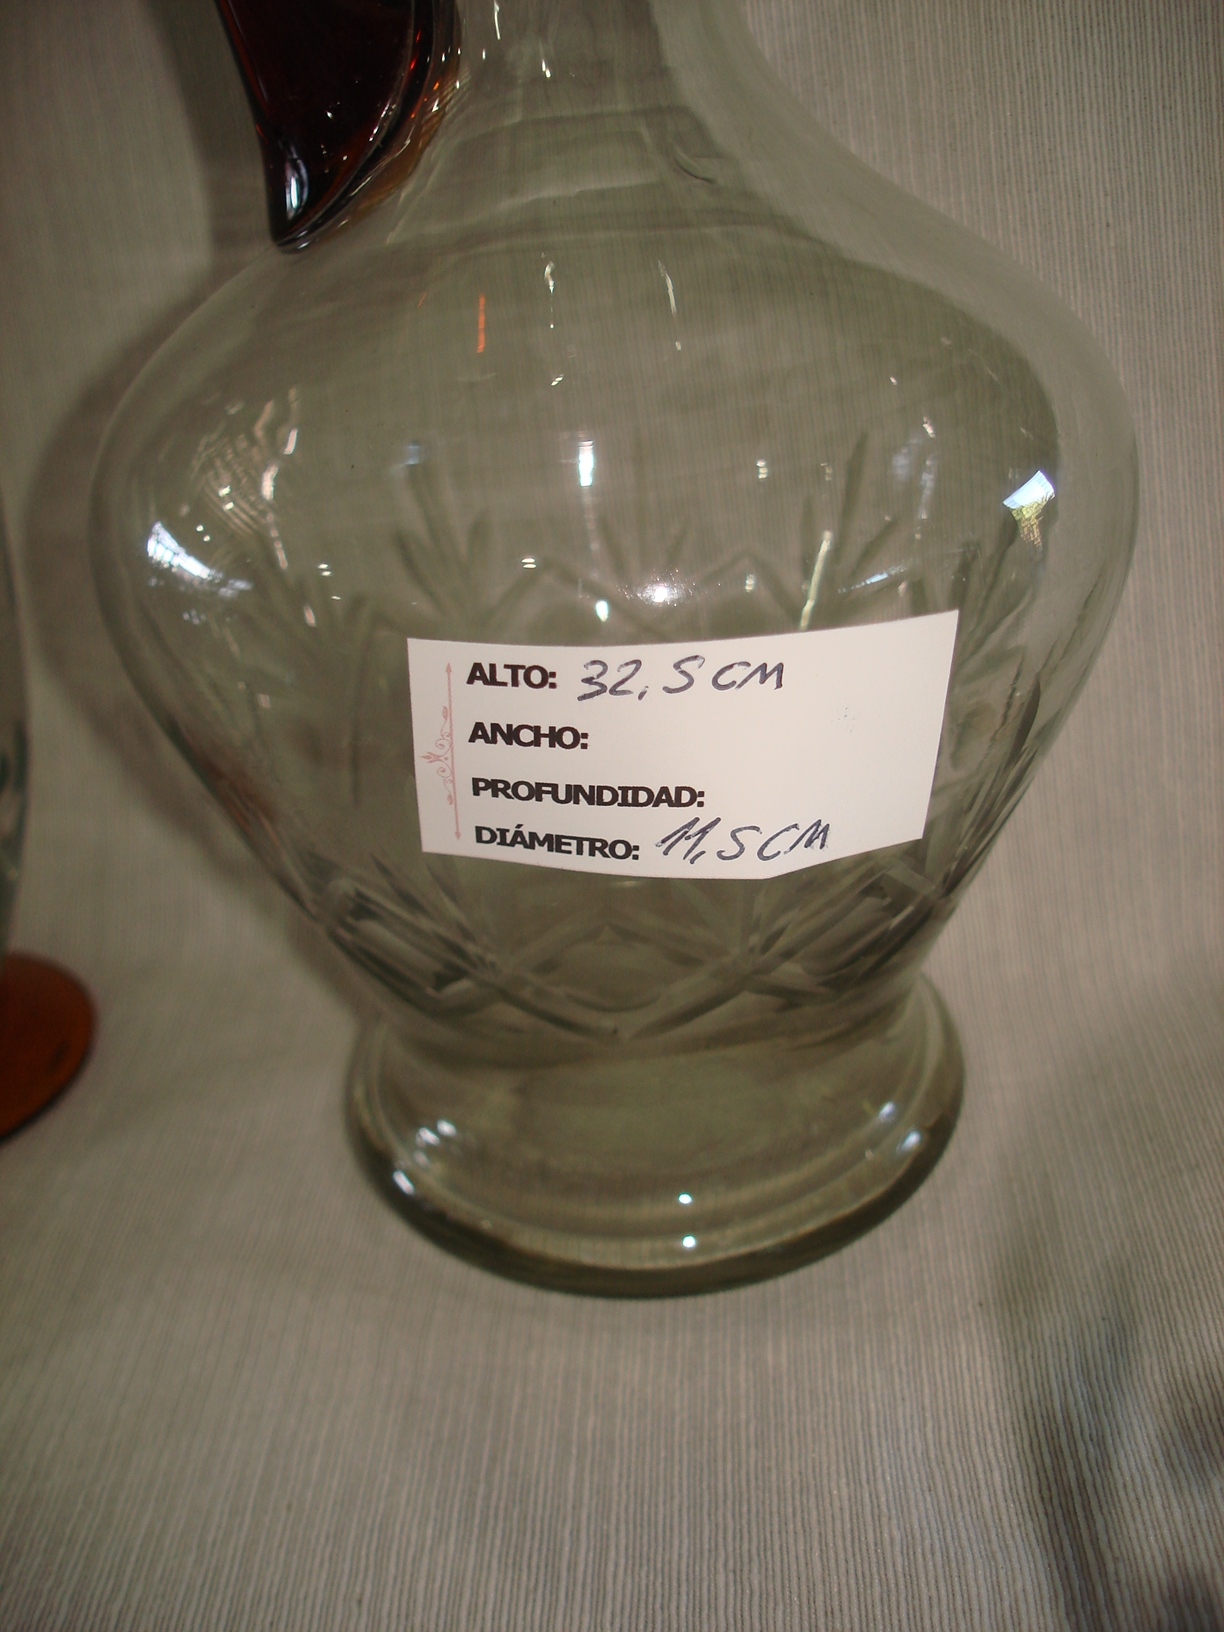 ALTO: 32,5 CM
ANCHO:
PROFUNDIDAD:
DIÁMETRO: 11,5 CM